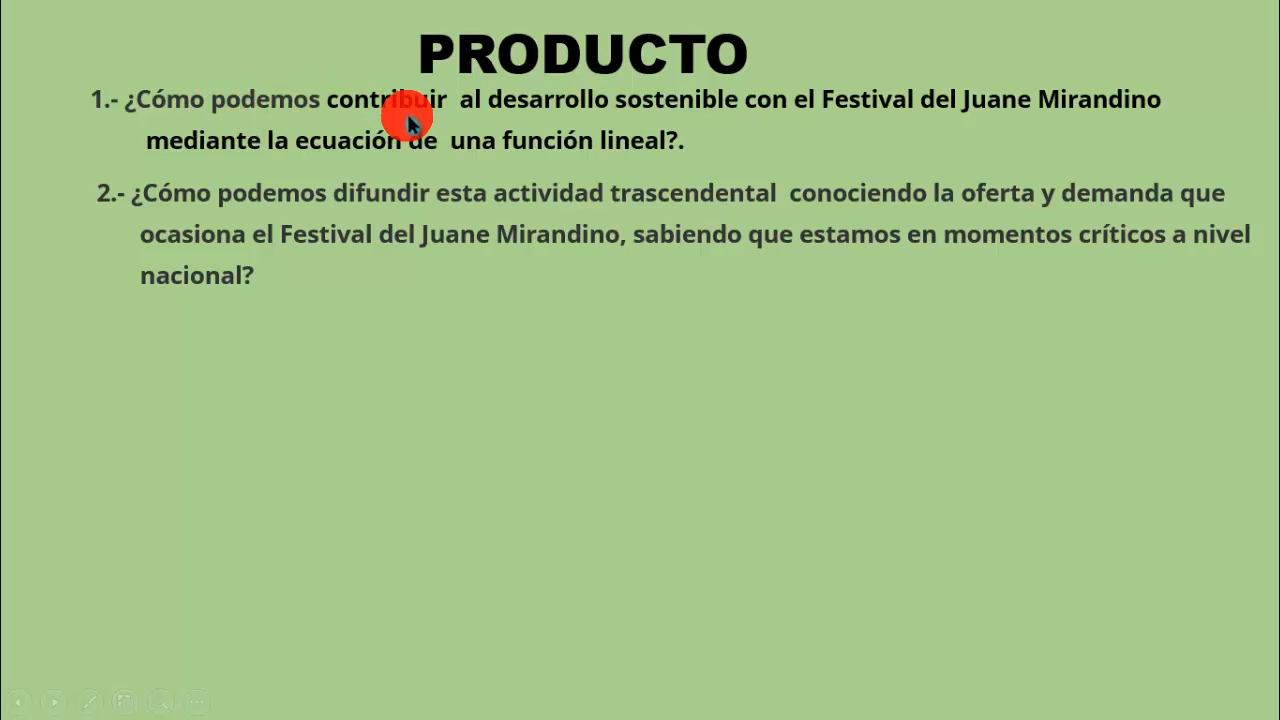 PRODUCTO
1.- ¿Cómo podemos contribuir  al desarrollo sostenible con el Festival del Juane Mirandino
mediante la ecuación de  una función lineal?.
2.- ¿Cómo podemos difundir esta actividad trascendental  conociendo la oferta y demanda que
ocasiona el Festival del Juane Mirandino, sabiendo que estamos en momentos críticos a nivel
nacional?